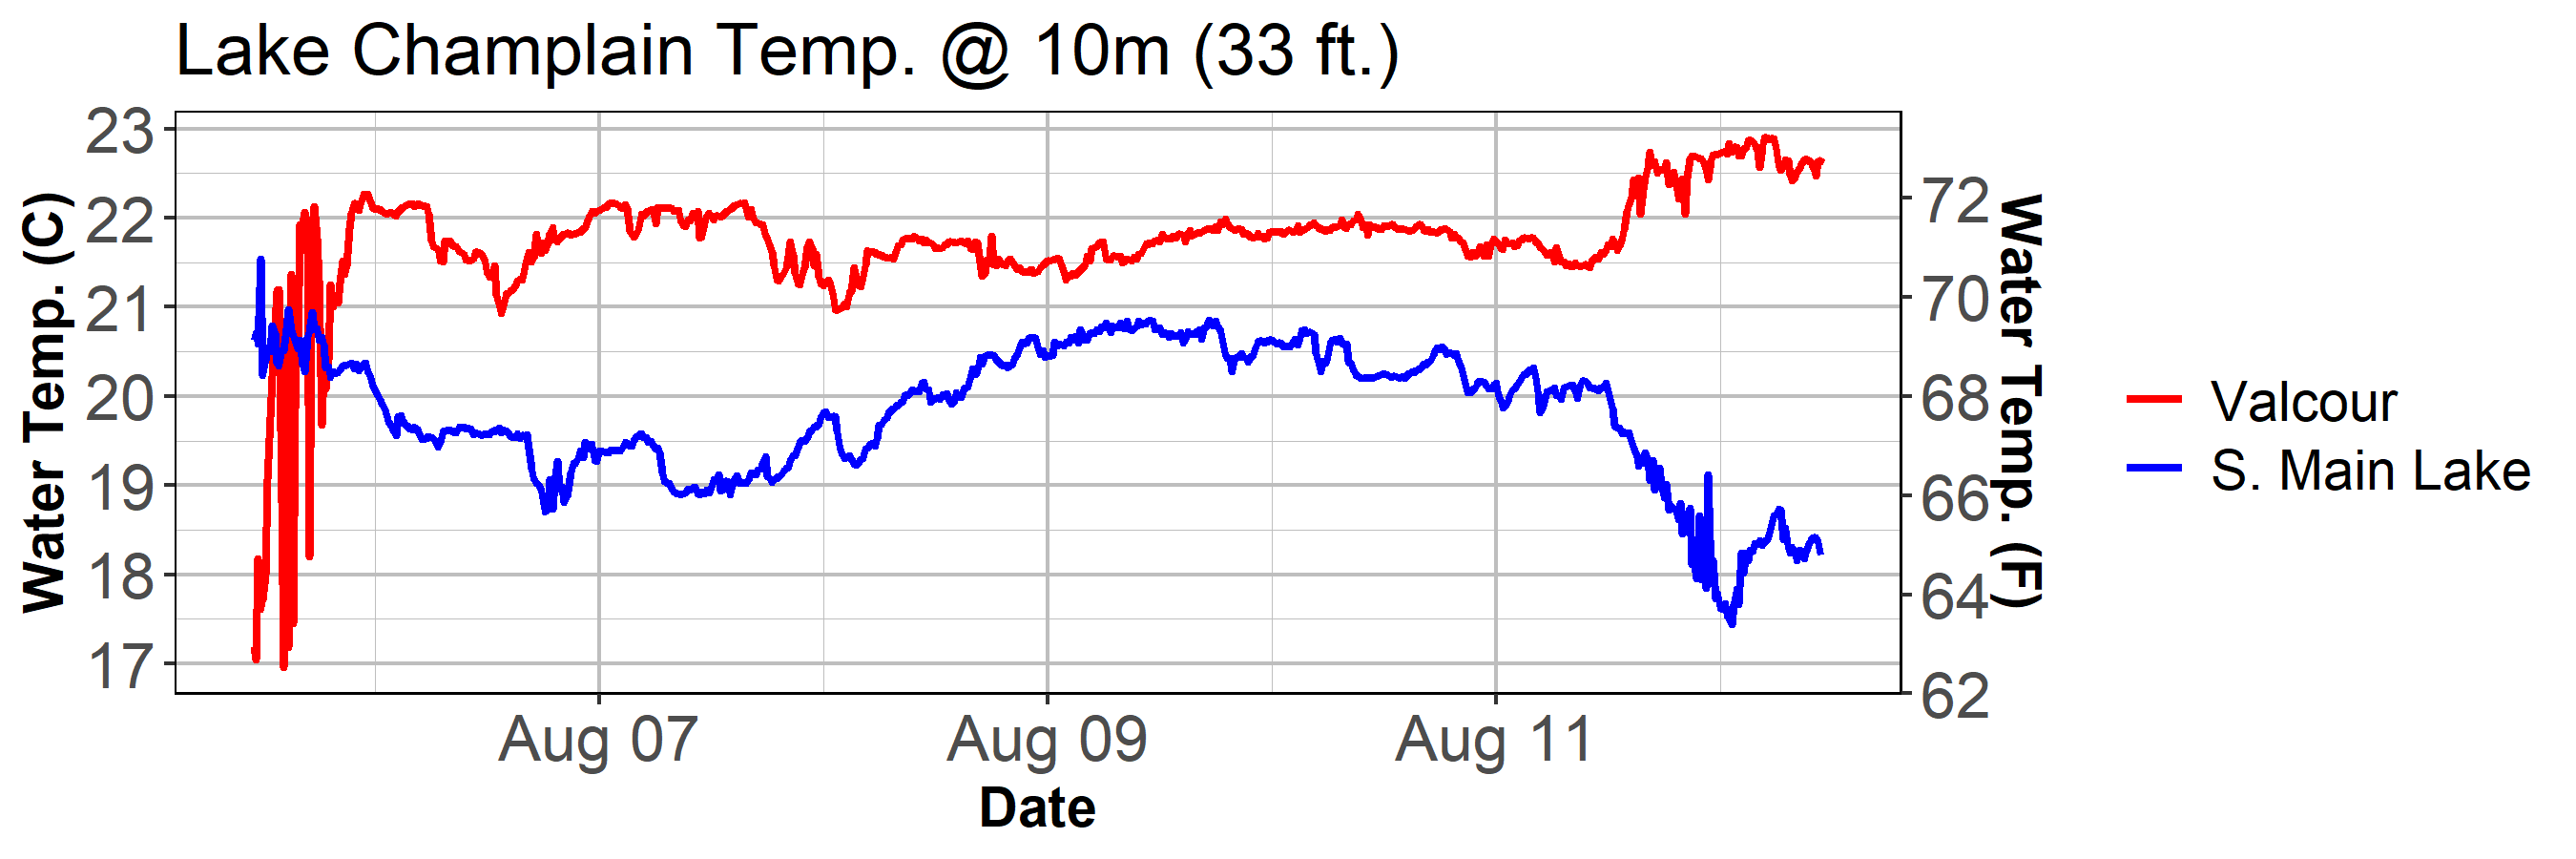 Lake Champlain Temp. @ 10m (33 ft.)
Water Temp. (C)
23
22
21
20
19
18
17
72
70
68
66
64
62
Water Temp. (F)
Aug 07
Aug 09
Aug 11
Date
Valcour
S. Main Lake